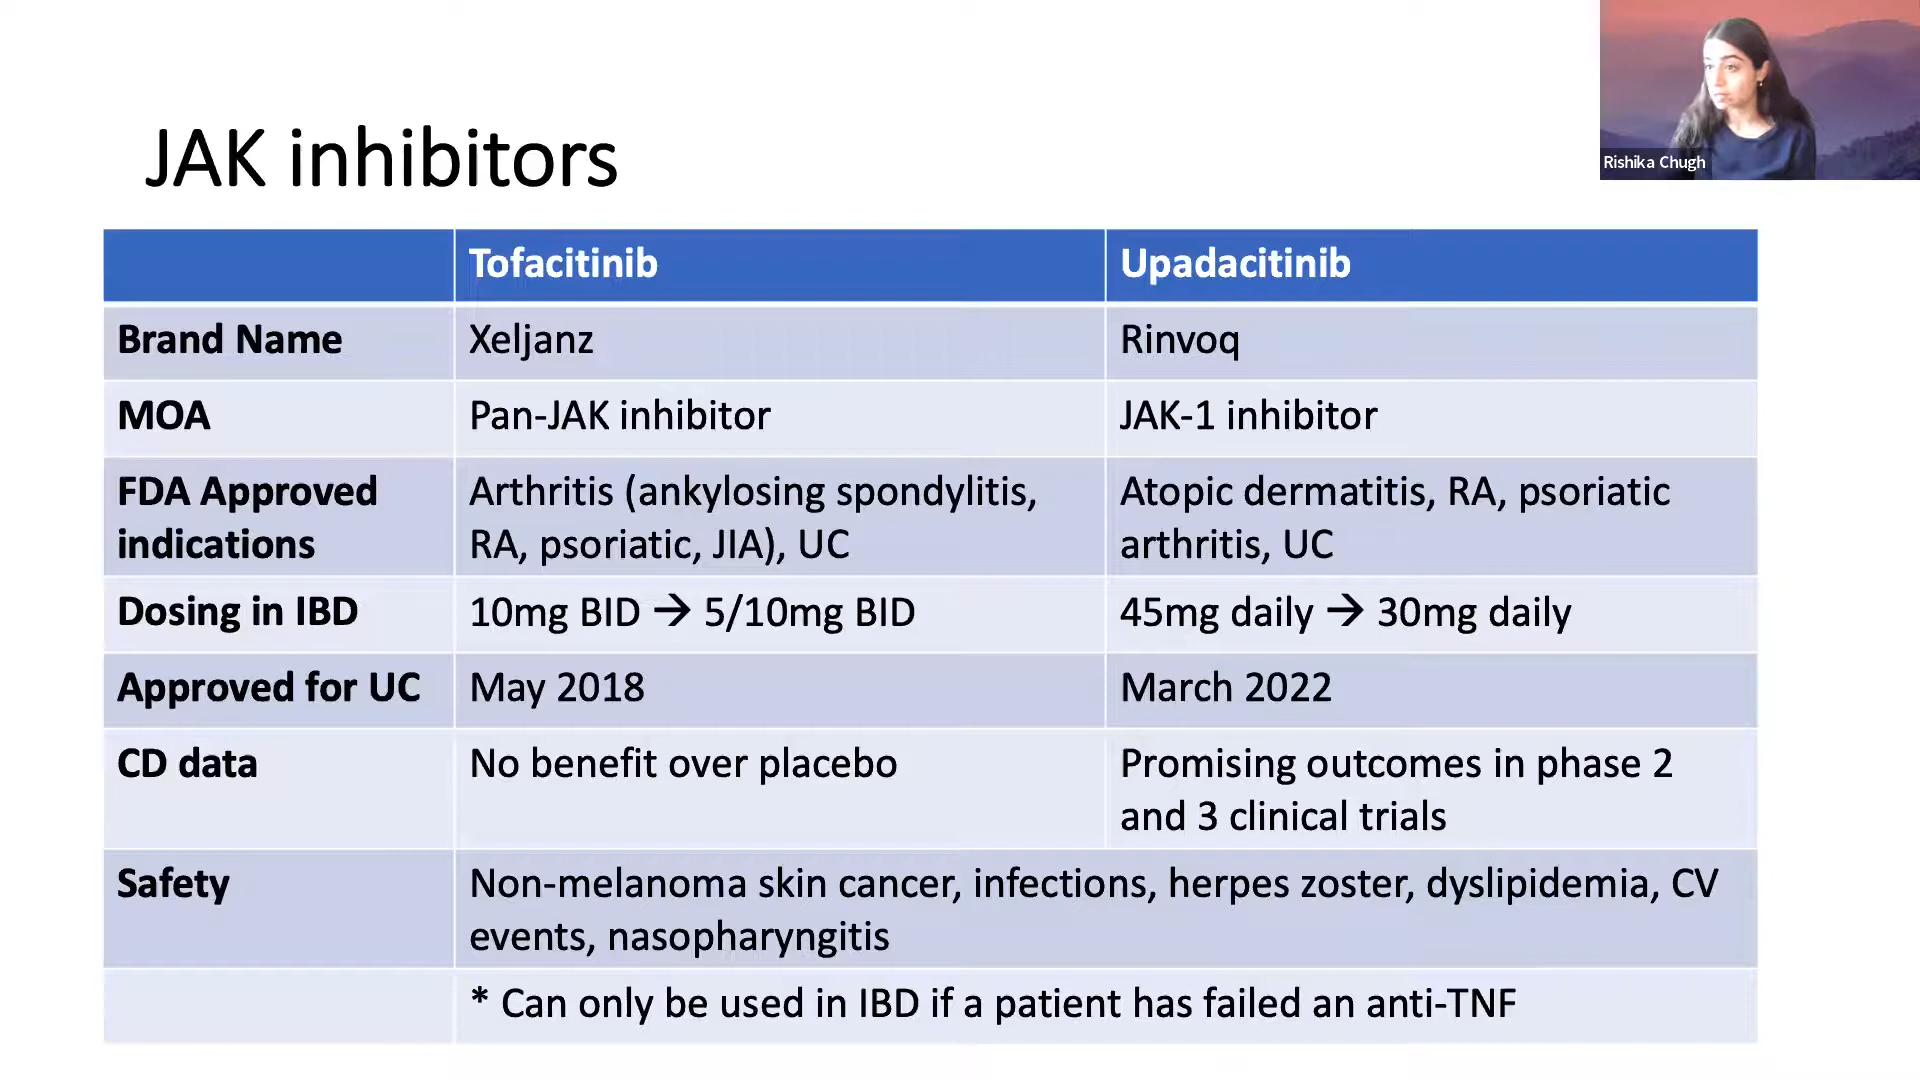 Rishika Chugh
JAK inhibitors
Tofacitinib
Upadacitinib
Brand Name
Xeljanz
Rinvoq
MOA
Pan-JAK inhibitor
JAK-1 inhibitor
FDA Approved
indications
Arthritis (ankylosing spondylitis,
RA, psoriatic, JIA), UC
Atopic dermatitis, RA, psoriatic
arthritis, UC
Dosing in IBD
10mg BID → 5/10mg BID
45mg daily → 30mg daily
Approved for UC
May 2018
March 2022
CD data
No benefit over placebo
Promising outcomes in phase 2
and 3 clinical trials
Safety
Non-melanoma skin cancer, infections, herpes zoster, dyslipidemia, CV
events, nasopharyngitis
* Can only be used in IBD if a patient has failed an anti-TNF